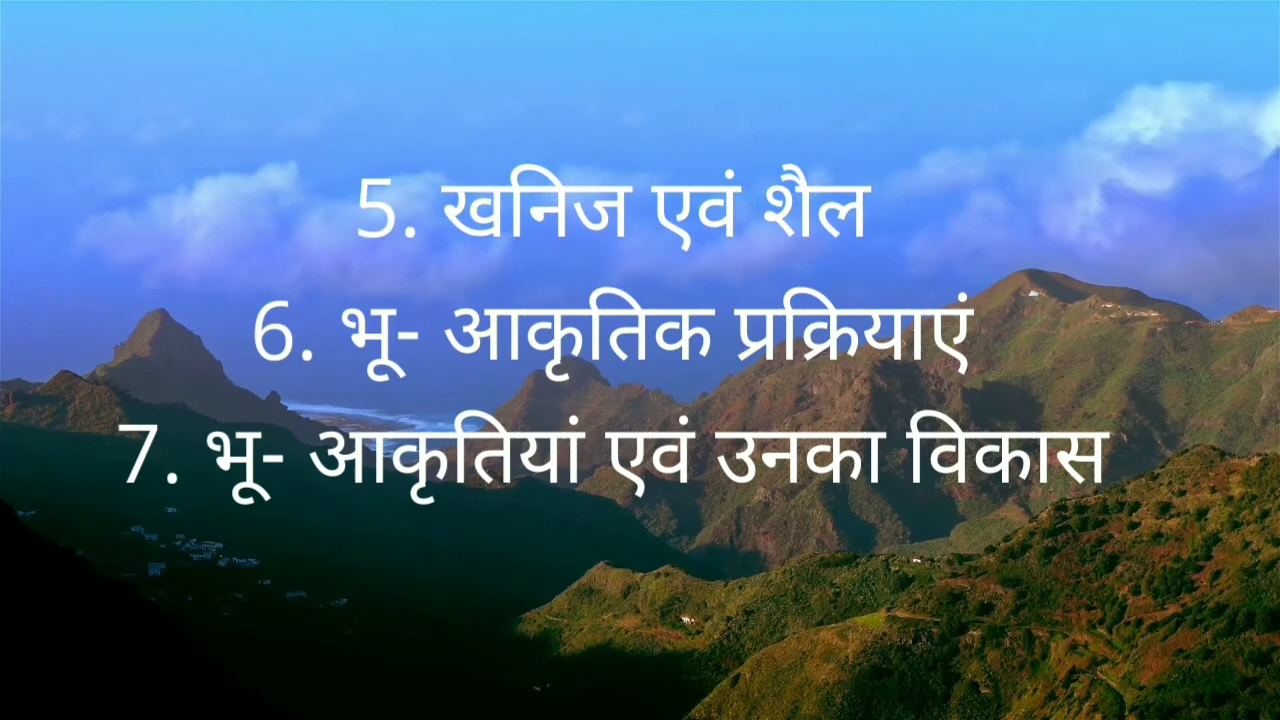 5. खनिज एवं शैल
6. भू- आकृतिक प्रक्रियाएं
7. भू- आकृतियां एवं उनका विकास